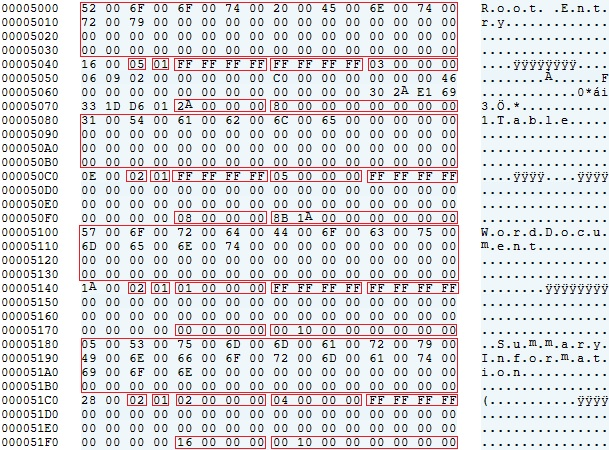 00005000 52 00 6F 00 6F 00 74 00 20 00 45 00 6E 00 74 00 R.o.o.t. .E.n.t.
00005010 72 00 79 00 00 00 00 00 00 00 00 00 00 00 00 00 r.y.............
00005020 00 00 00 00 00 00 00 00 00 00 00 00 00 00 00 00 ................
00005030 00 00 00 00 00 00 00 00 00 00 00 00 00 00 00 00 ................
00005040 16 00 05 01 FF FF FF FF FF FF FF FF 03 00 00 00 ....ÿÿÿÿÿÿÿÿ....
00005050 06 09 02 00 00 00 00 00 C0 00 00 00 00 00 00 46 ........À......F
00005060 00 00 00 00 00 00 00 00 00 00 00 00 30 2A E1 69 ............0*ái
00005070 33 1D D6 01 2A 00 00 00 80 00 00 00 00 00 00 00 3.Ö.*...........
00005080 31 00 54 00 61 00 62 00 6C 00 65 00 00 00 00 00 1.T.a.b.l.e.....
00005090 00 00 00 00 00 00 00 00 00 00 00 00 00 00 00 00 ................
000050A0 00 00 00 00 00 00 00 00 00 00 00 00 00 00 00 00 ................
000050B0 00 00 00 00 00 00 00 00 00 00 00 00 00 00 00 00 ................
000050C0 0E 00 02 01 FF FF FF FF 05 00 00 00 FF FF FF FF ....ÿÿÿÿ....ÿÿÿÿ
000050D0 00 00 00 00 00 00 00 00 00 00 00 00 00 00 00 00 ................
000050E0 00 00 00 00 00 00 00 00 00 00 00 00 00 00 00 00 ................
000050F0 00 00 00 00 08 00 00 00 8B 1A 00 00 00 00 00 00 ................
00005100 57 00 6F 00 72 00 64 00 44 00 6F 00 63 00 75 00 W.o.r.d.D.o.c.u.
00005110 6D 00 65 00 6E 00 74 00 00 00 00 00 00 00 00 00 m.e.n.t.........
00005120 00 00 00 00 00 00 00 00 00 00 00 00 00 00 00 00 ................
00005130 00 00 00 00 00 00 00 00 00 00 00 00 00 00 00 00 ................
00005140 1A 00 02 01 01 00 00 00 FF FF FF FF FF FF FF FF ........ÿÿÿÿÿÿÿÿ
00005150 00 00 00 00 00 00 00 00 00 00 00 00 00 00 00 00 ................
00005160 00 00 00 00 00 00 00 00 00 00 00 00 00 00 00 00 ................
00005170 00 00 00 00 00 00 00 00 00 10 00 00 00 00 00 00 ................
00005180 05 00 53 00 75 00 6D 00 6D 00 61 00 72 00 79 00 ..S.u.m.m.a.r.y.
00005190 49 00 6E 00 66 00 6F 00 72 00 6D 00 61 00 74 00 I.n.f.o.r.m.a.t.
000051A0 69 00 6F 00 6E 00 00 00 00 00 00 00 00 00 00 00 i.o.n...........
000051B0 00 00 00 00 00 00 00 00 00 00 00 00 00 00 00 00 ................
000051C0 28 00 02 01 02 00 00 00 04 00 00 00 FF FF FF FF (...........ÿÿÿÿ
000051D0 00 00 00 00 00 00 00 00 00 00 00 00 00 00 00 00 ................
000051E0 00 00 00 00 00 00 00 00 00 00 00 00 00 00 00 00 ................
000051F0 00 00 00 00 16 00 00 00 00 10 00 00 00 00 00 00 ................